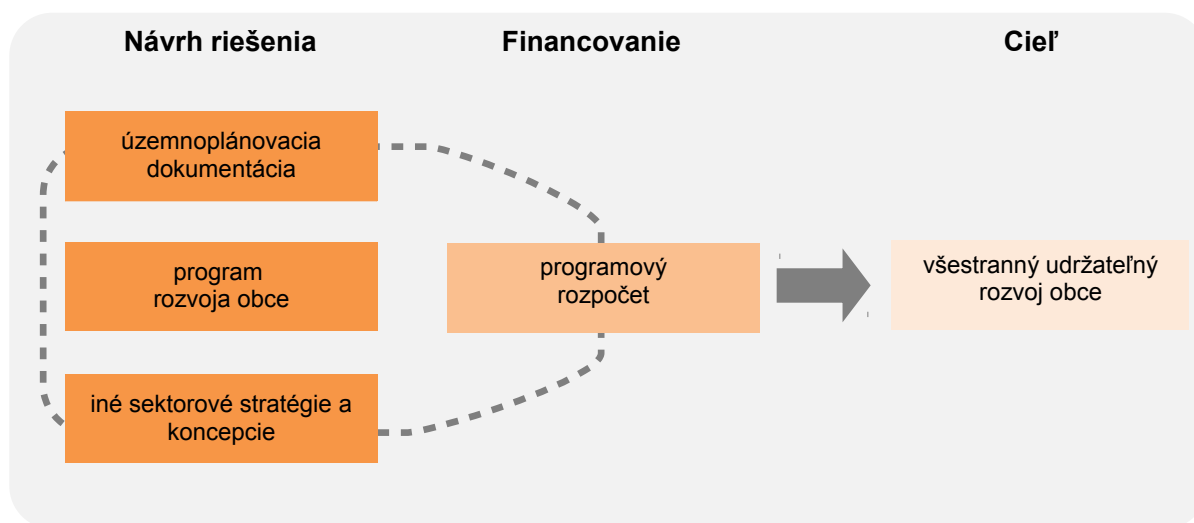 Návrh riešenia
Financovanie
Cieľ
územnoplánovacia
dokumentácia
program
rozvoja obce
programový
rozpočet
všestranný udržateľný
rozvoj obce
iné sektorové stratégie a
koncepcie